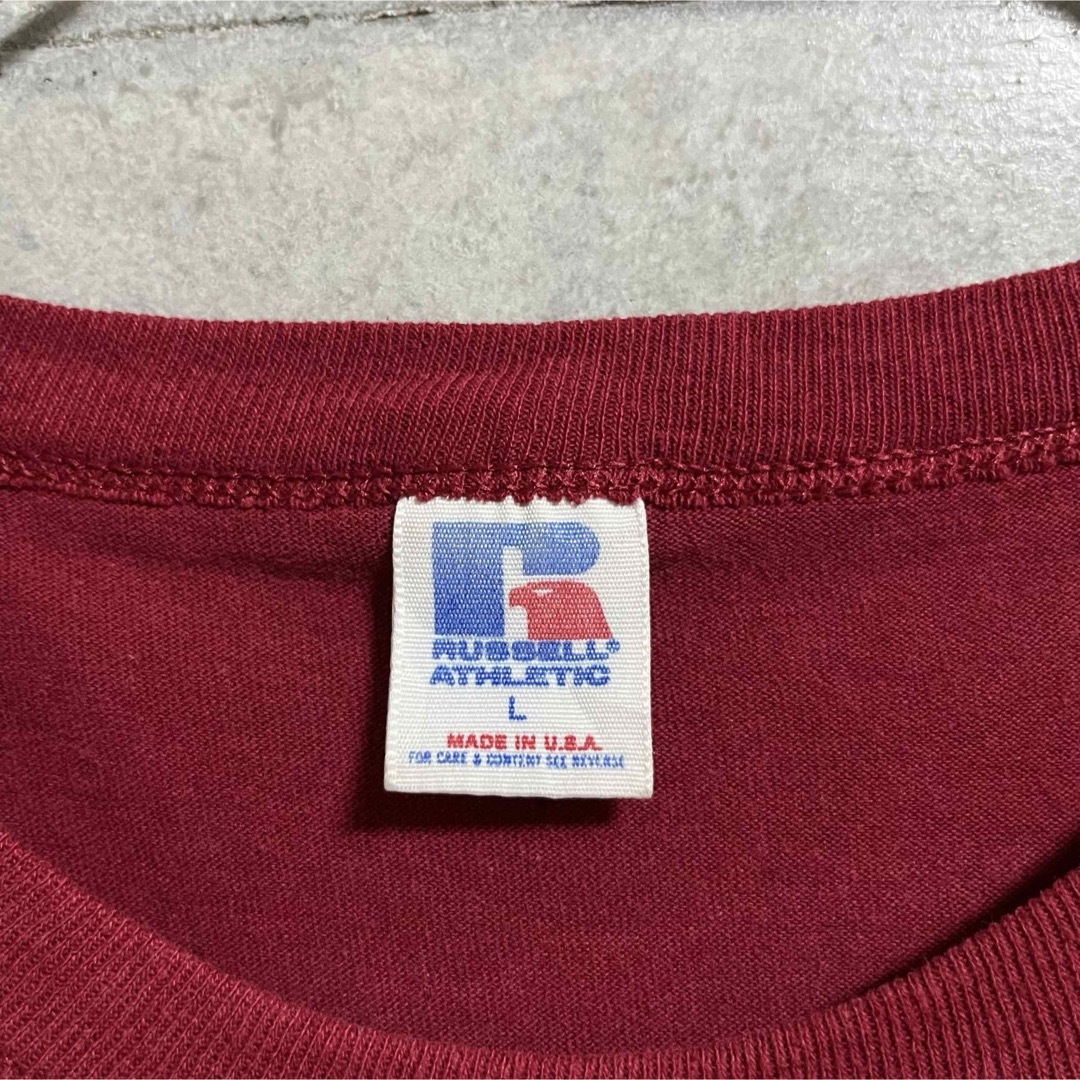 R
RUSSELL®
ATHLETIC
L
MADE IN U.S.A.
FOR CARE & CONTENT SEE REVERSE